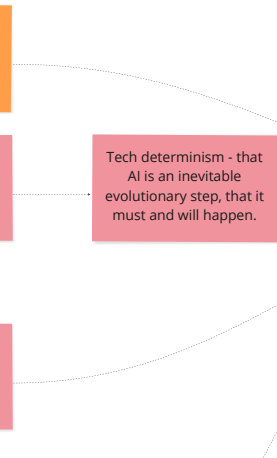 Tech determinism - that
AI is an inevitable
evolutionary step, that it
must and will happen.